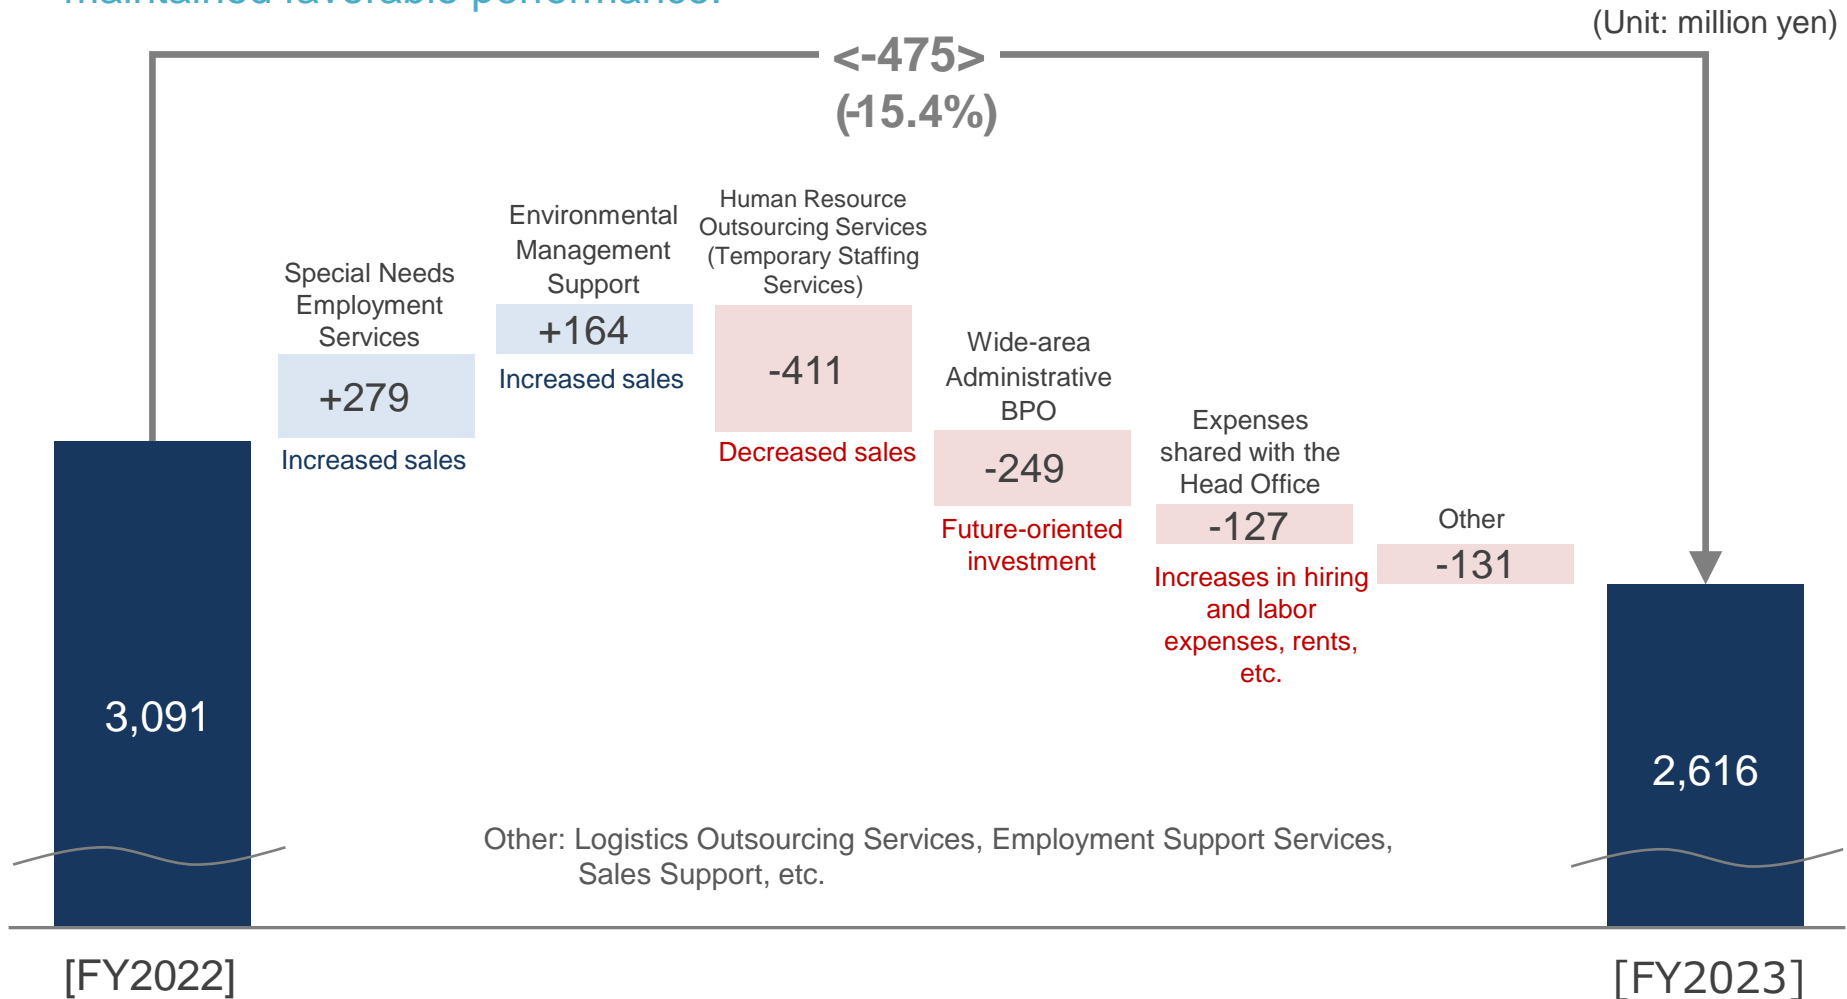 maintained favorable performance.
(Unit: million yen)
<-475>
(-15.4%)
Special Needs
Employment
Services
+279
Increased sales
Environmental
Management
Support
+164
Increased sales
Human Resource
Outsourcing Services
(Temporary Staffing
Services)
-411
Decreased sales
Wide-area
Administrative
BPO
-249
Future-oriented
investment
Expenses
shared with the
Head Office
-127
Increases in hiring
and labor
expenses, rents,
etc.
Other
-131
3,091
2,616
Other: Logistics Outsourcing Services, Employment Support Services,
Sales Support, etc.
[FY2022]
[FY2023]